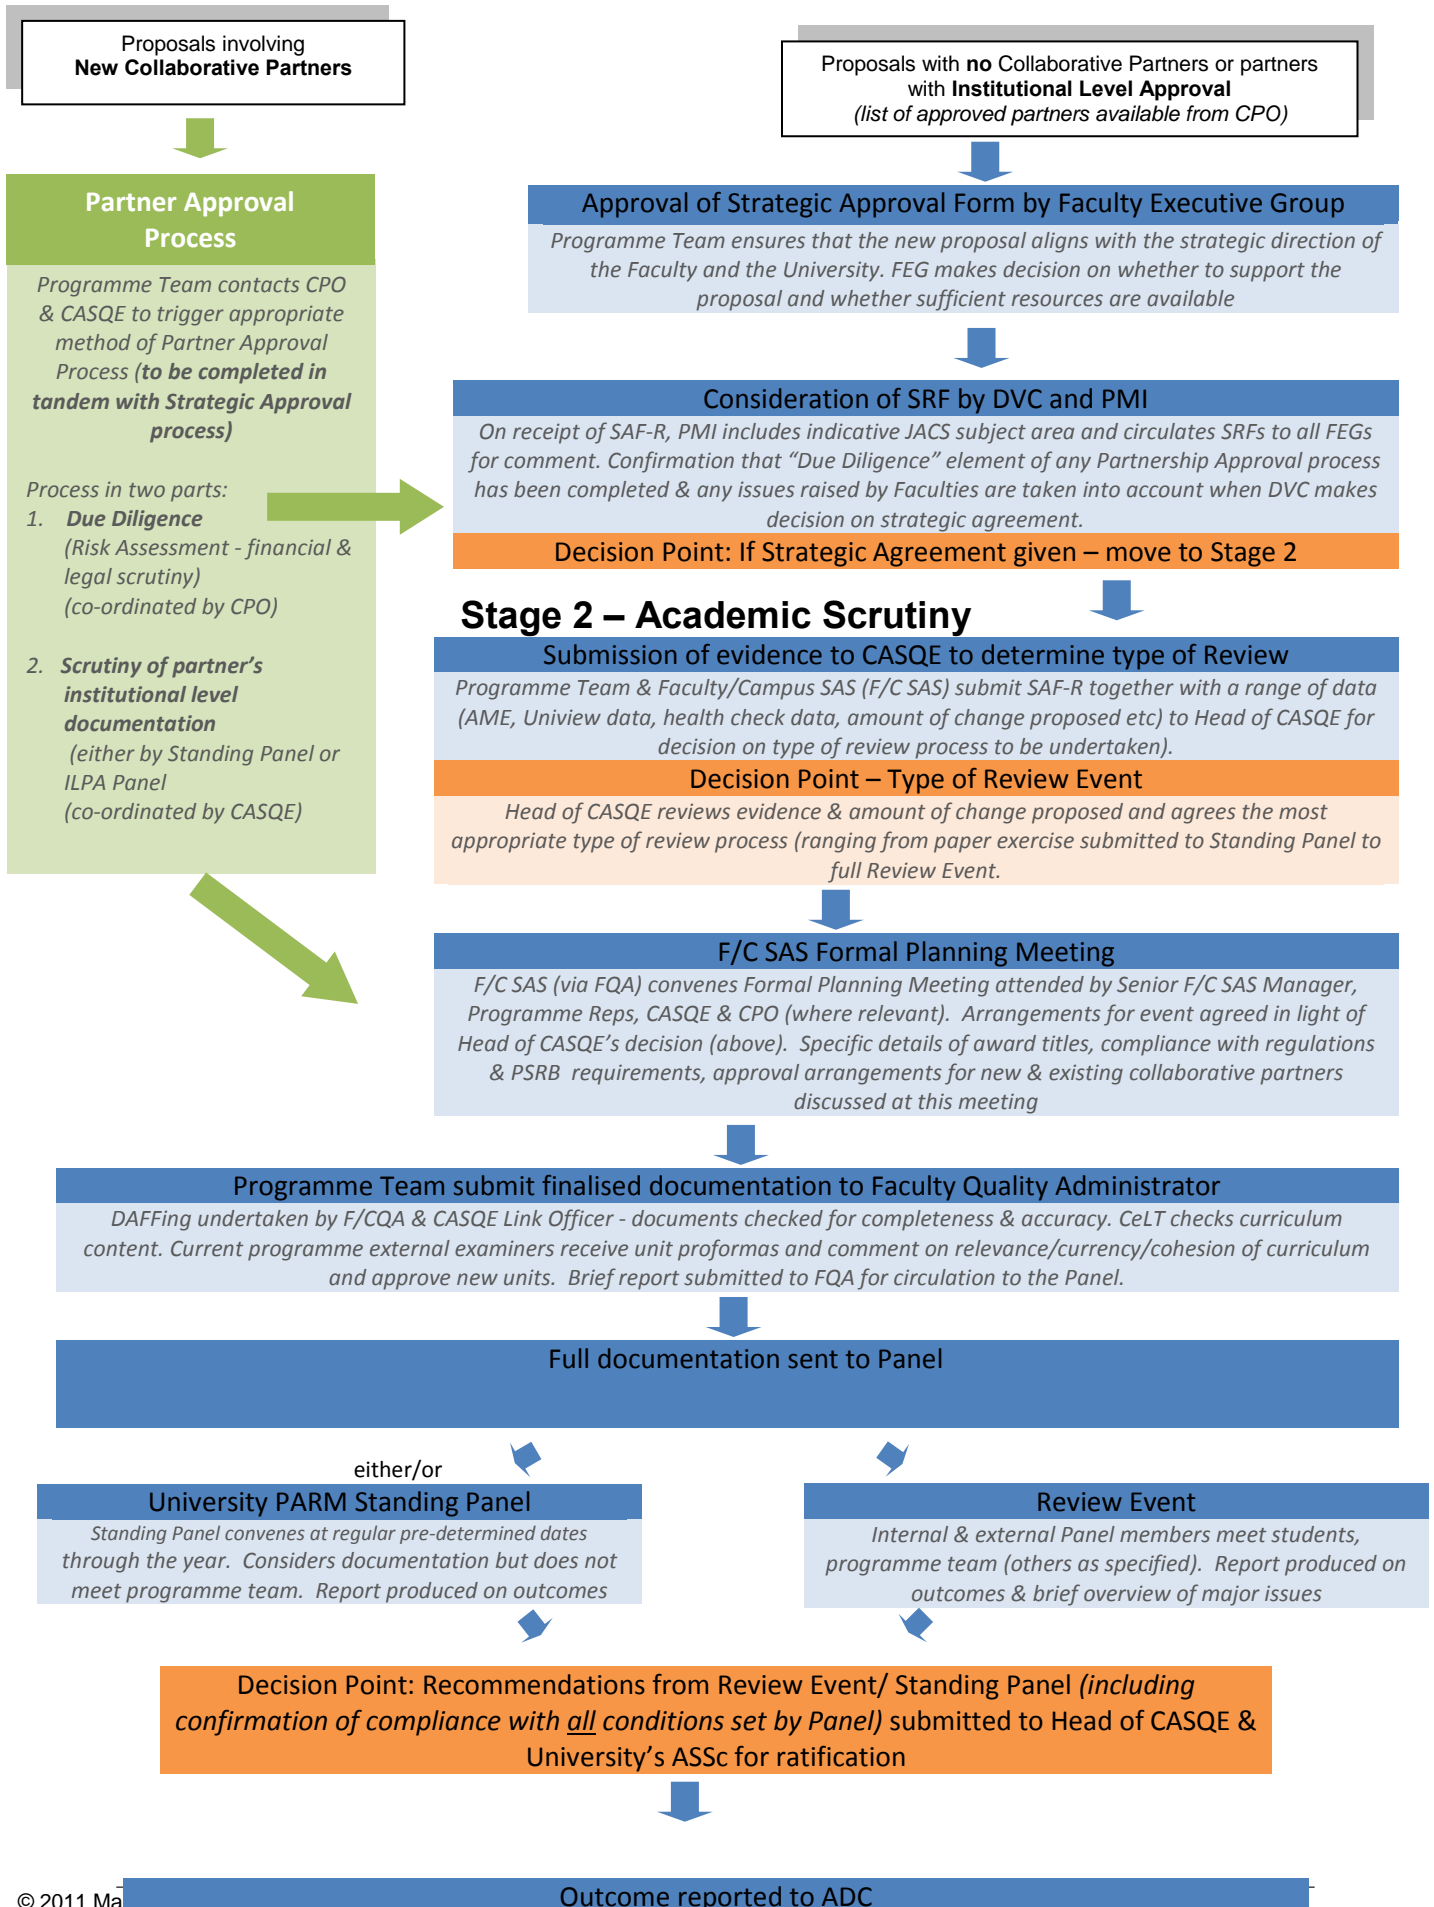 Proposals involving
New Collaborative Partners
Proposals with no Collaborative Partners or partners
with Institutional Level Approval
(list of approved partners available from CPO)
Partner Approval
Process
Programme Team contacts CPO
& CASQE to trigger appropriate
method of Partner Approval
Process (to be completed in
tandem with Strategic Approval
process)
Process in two parts:
1. Due Diligence
(Risk Assessment - financial &
legal scrutiny)
(co-ordinated by CPO)
2. Scrutiny of partner's
institutional level
documentation
(either by Standing Panel or
ILPA Panel
(co-ordinated by CASQE)
Approval of Strategic Approval Form by Faculty Executive Group
Programme Team ensures that the new proposal aligns with the strategic direction of
the Faculty and the University. FEG makes decision on whether to support the
proposal and whether sufficient resources are available
Consideration of SRF by DVC and PMI
On receipt of SAF-R, PMI includes indicative JACS subject area and circulates SRFs to all FEGs
for comment. Confirmation that “Due Diligence” element of any Partnership Approval process
has been completed & any issues raised by Faculties are taken into account when DVC makes
decision on strategic agreement.
Decision Point: If Strategic Agreement given – move to Stage 2
Stage 2 – Academic Scrutiny
Submission of evidence to CASQE to determine type of Review
Programme Team & Faculty/Campus SAS (F/C SAS) submit SAF-R together with a range of data
(AME, Uniview data, health check data, amount of change proposed etc) to Head of CASQE for
decision on type of review process to be undertaken).
Decision Point – Type of Review Event
Head of CASQE reviews evidence & amount of change proposed and agrees the most
appropriate type of review process (ranging from paper exercise submitted to Standing Panel to
full Review Event.
F/C SAS Formal Planning Meeting
F/C SAS (via FQA) convenes Formal Planning Meeting attended by Senior F/C SAS Manager,
Programme Reps, CASQE & CPO (where relevant). Arrangements for event agreed in light of
Head of CASQE's decision (above). Specific details of award titles, compliance with regulations
& PSRB requirements, approval arrangements for new & existing collaborative partners
discussed at this meeting
Programme Team submit finalised documentation to Faculty Quality Administrator
DAFFing undertaken by F/CQA & CASQE Link Officer - documents checked for completeness & accuracy. CeLT checks curriculum
content. Current programme external examiners receive unit proformas and comment on relevance/currency/cohesion of curriculum
and approve new units. Brief report submitted to FQA for circulation to the Panel.
Full documentation sent to Panel
either/or
University PARM Standing Panel
Standing Panel convenes at regular pre-determined dates
through the year. Considers documentation but does not
meet programme team. Report produced on outcomes
Review Event
Internal & external Panel members meet students,
programme team (others as specified). Report produced on
outcomes & brief overview of major issues
Decision Point: Recommendations from Review Event/ Standing Panel (including
confirmation of compliance with all conditions set by Panel) submitted to Head of CASQE &
University's ASSc for ratification
Outcome reported to ADC
© 2011 Ma